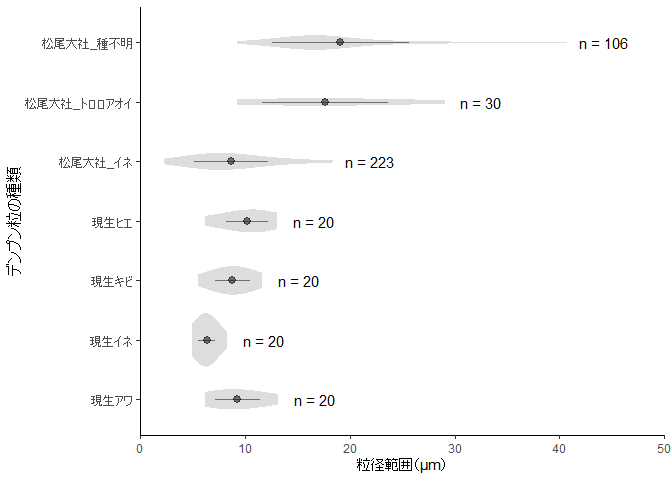 松尾大社_種不明
n = 106
松尾大社_トロロアオイ
n = 30
松尾大社_イネ
n = 223
現生ヒエ
n = 20
現生キビ
n = 20
現生イネ
n = 20
現生アワ
n = 20
デンプン粒の種類
0 10 20 30 40 50
粒径範囲(μm)